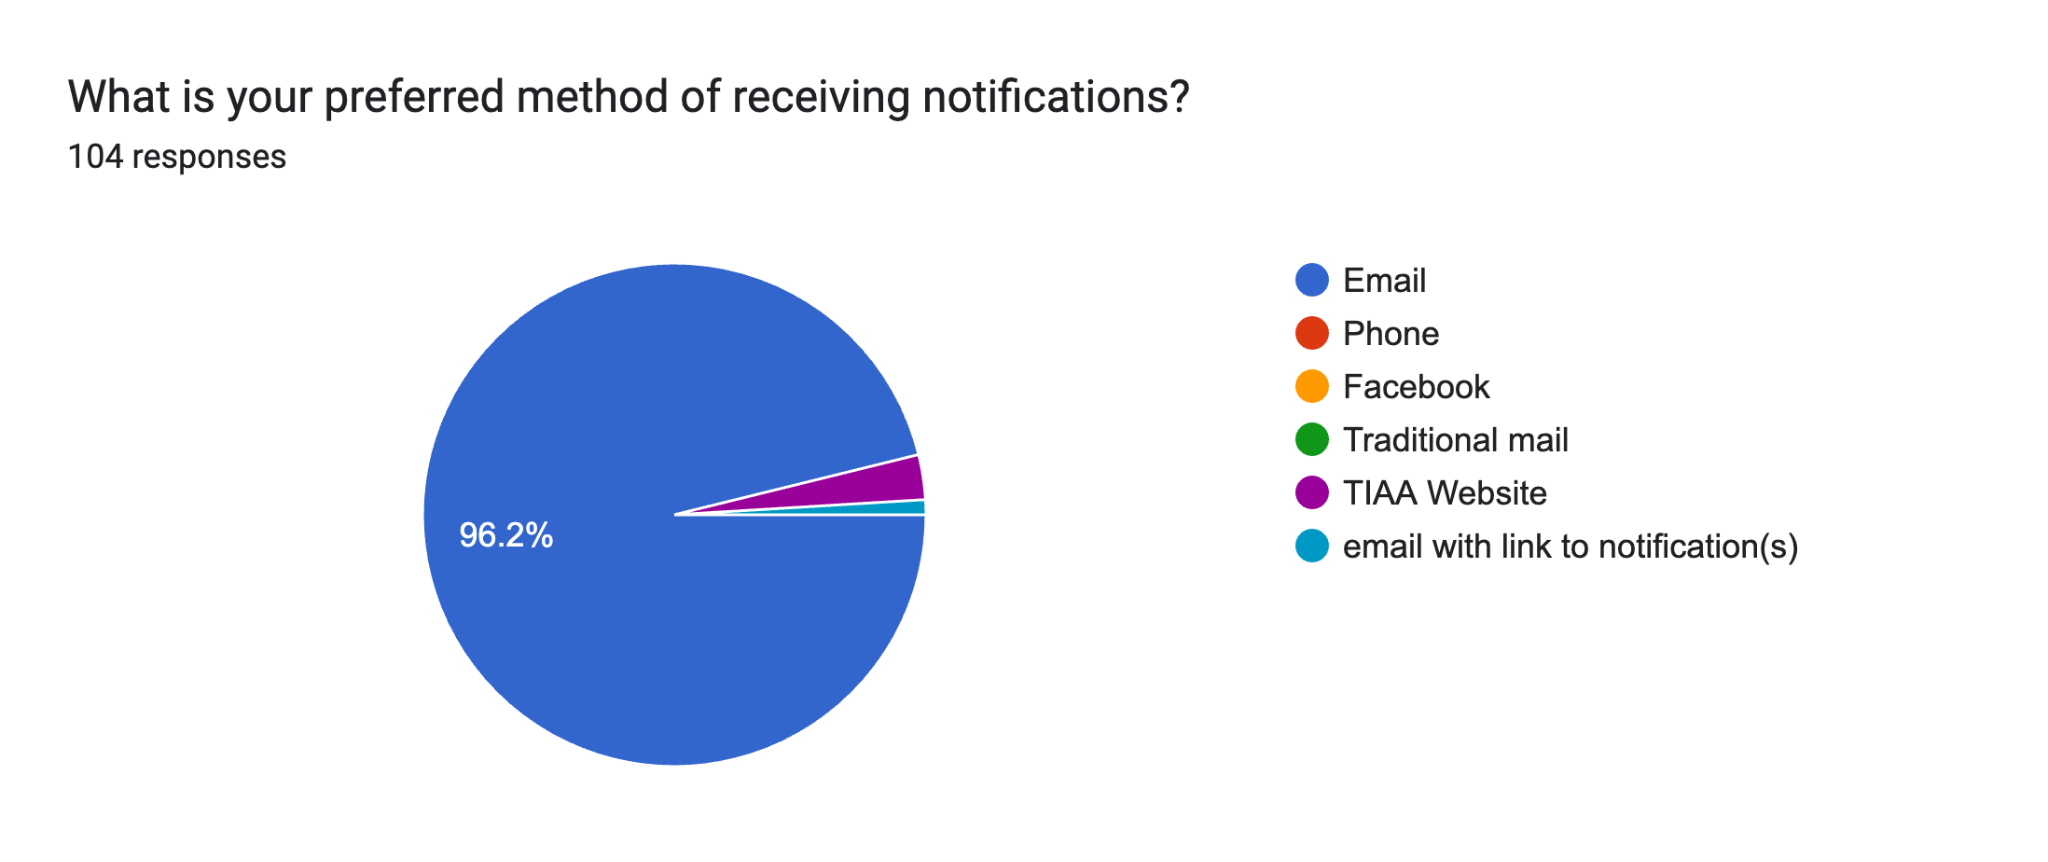 What is your preferred method of receiving notifications?
104 responses
96.2%
Email
Phone
Facebook
Traditional mail
TIAA Website
email with link to notification(s)